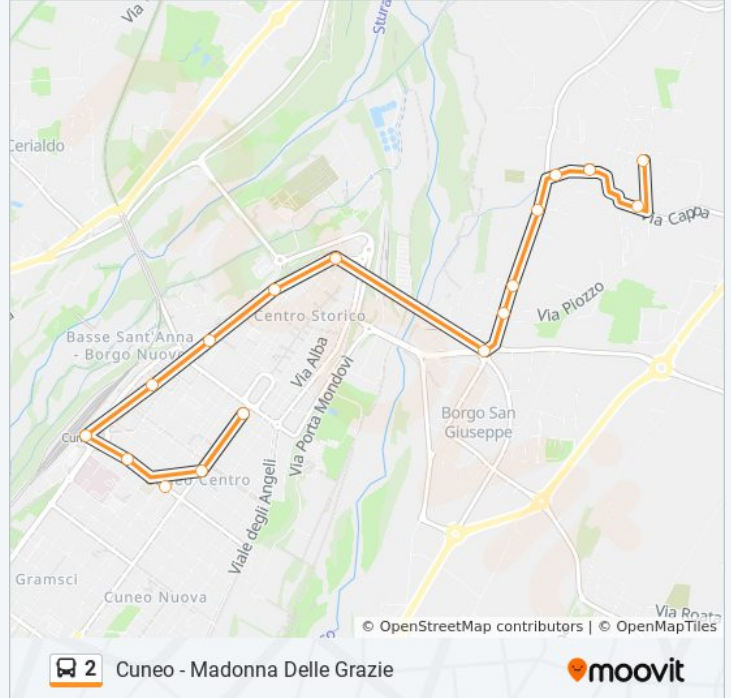 Via
Stura
Cerialdo
Via Cappa
Via Piozzo
Centro Storico
Basse Sant'Anna
- Borgo Nuovo
Via Alba
Via Porta Mondovì
Borgo San
Giuseppe
Cuneo Centro
Viale degli Angeli
Gramsci
Cuneo Nuova
Via Roata
© OpenStreetMap contributors | © OpenMapTiles
2 Cuneo - Madonna Delle Grazie
moovit